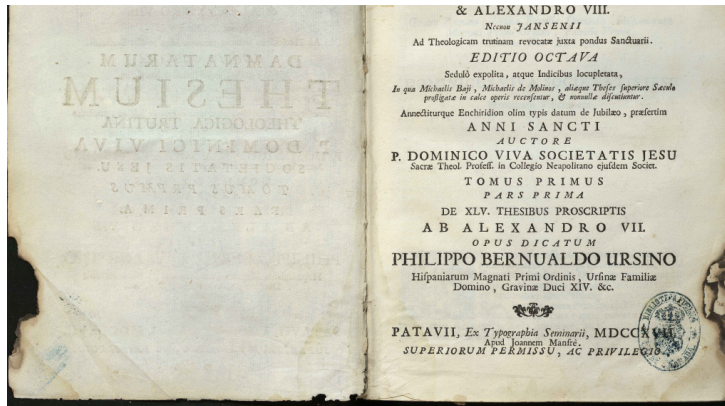 & ALEXANDRO VIII.
Necnon JANSENII
Ad Theologicam trutinam revocatæ juxta pondus Sanctuarii.
EDITIO OCTAVA
Sedulò expolita, atque Indicibus locupletata,
In qua Michaelis Baji, Michaelis de Molinos, aliæque Theses superiore Sæculo
profligatæ in calce operis recensentur, & nonnullæ discutiuntur.
Annectiturque Enchiridion olim typis datum de Jubilæo, præsertim
ANNI SANCTI
AUCTORE
P. DOMINICO VIVA SOCIETATIS JESU
Sacræ Theol. Profess. in Collegio Neapolitano ejusdem Societ.
TOMUS PRIMUS
PARS PRIMA
DE XLV. THESIBUS PROSCRIPTIS
AB ALEXANDRO VII.
OPUS DICATUM
PHILIPPO BERNUALDO URSINO
Hispaniarum Magnati Primi Ordinis, Ursinæ Familiæ
Domino, Gravinæ Duci XIV. &c.
PATAVII, Ex Typographia Seminarii, MDCCXVII.
Apud Joannem Manfrè.
SUPERIORUM PERMISSU, AC PRIVILEGIO